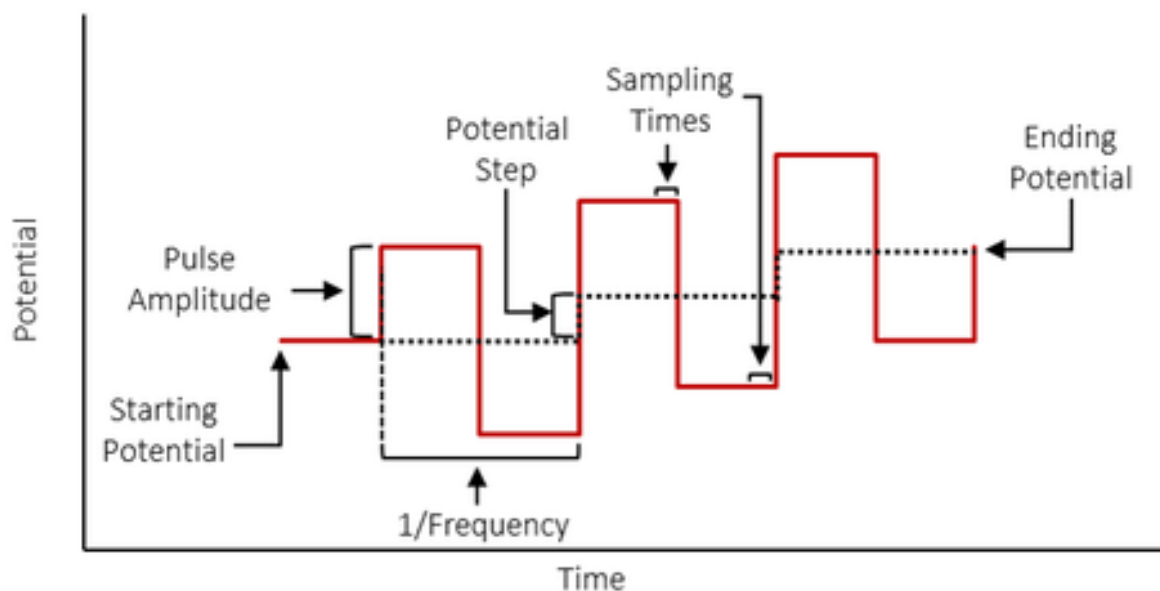 Sampling
Times
Potential
Step
Ending
Potential
Pulse
Amplitude
Potential
Starting
Potential
1/Frequency
Time